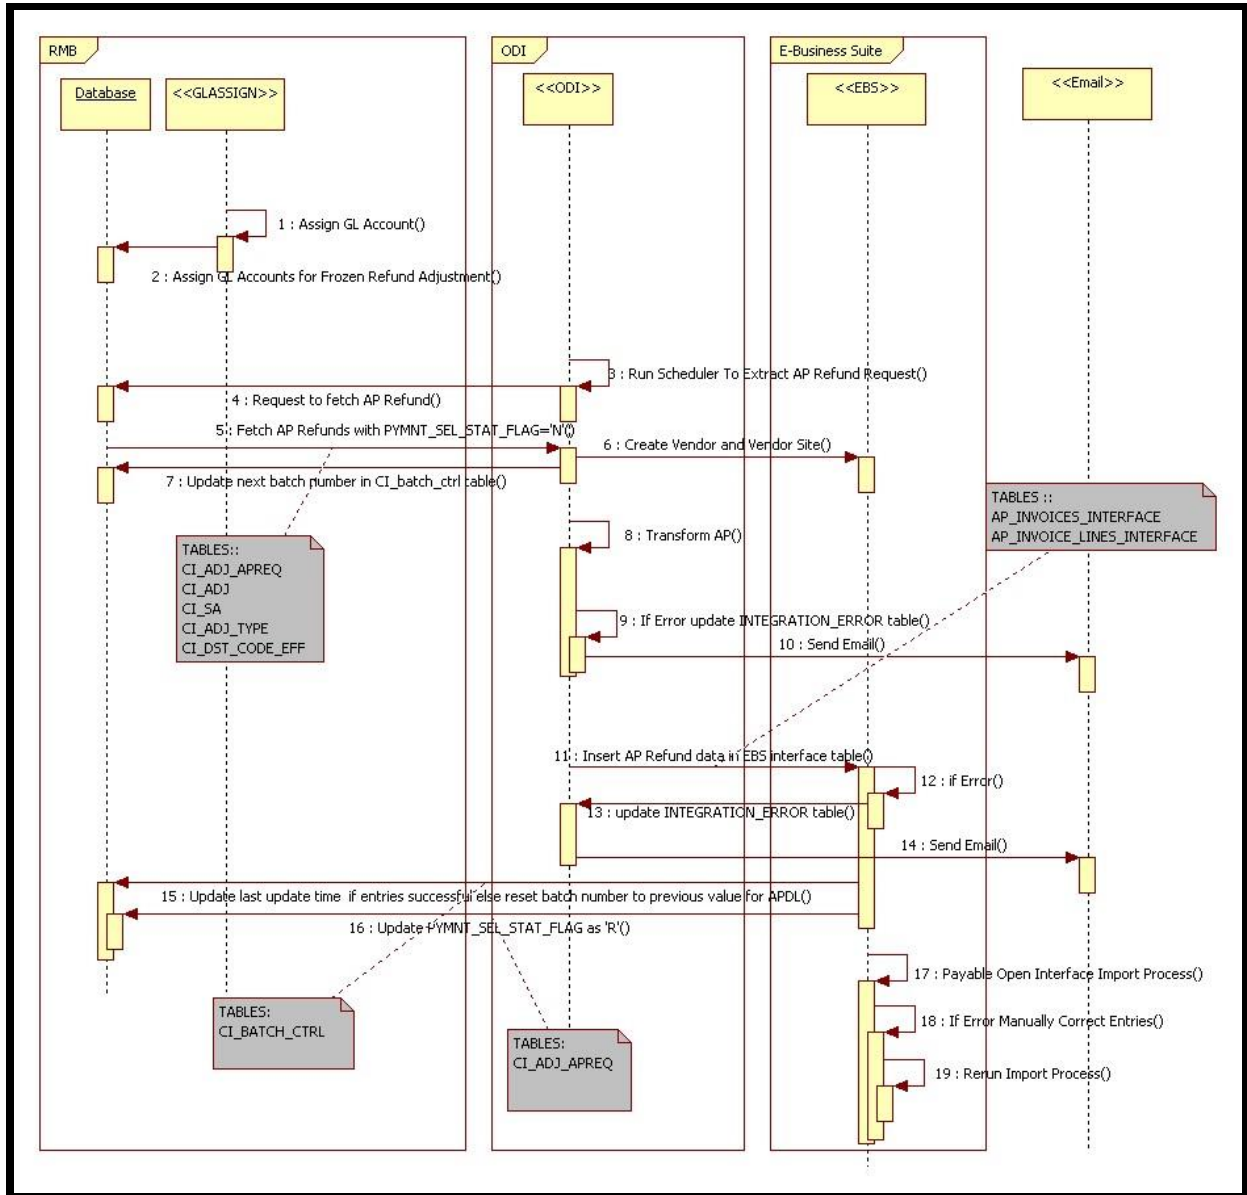 RMB
ODI
E-Business Suite
Database
<<GLASSIGN>>
<<ODI>>
<<EBS>>
<<Email>>
1 : Assign GL Account()
2 : Assign GL Accounts for Frozen Refund Adjustment()
3 : Run Scheduler To Extract AP Refund Request()
4 : Request to fetch AP Refund()
5 : Fetch AP Refunds with PYMNT_SEL_STAT_FLAG='N'()
6 : Create Vendor and Vendor Site()
7 : Update next batch number in CI_batch_ctrl table()
TABLES ::
AP_INVOICES_INTERFACE
AP_INVOICE_LINES_INTERFACE
8 : Transform AP()
TABLES::
CI_ADJ_APREQ
CI_ADJ
CI_SA
CI_ADJ_TYPE
CI_DST_CODE_EFF
9 : If Error update INTEGRATION_ERROR table()
10 : Send Email()
11 : Insert AP Refund data in EBS interface table()
12 : if Error()
13 : update INTEGRATION_ERROR table()
14 : Send Email()
15 : Update last update time  if entries successful else reset batch number to previous value for APDL()
16 : Update PYMNT_SEL_STAT_FLAG as 'R'()
17 : Payable Open Interface Import Process()
TABLES:
CI_BATCH_CTRL
18 : If Error Manually Correct Entries()
TABLES:
CI_ADJ_APREQ
19 : Rerun Import Process()